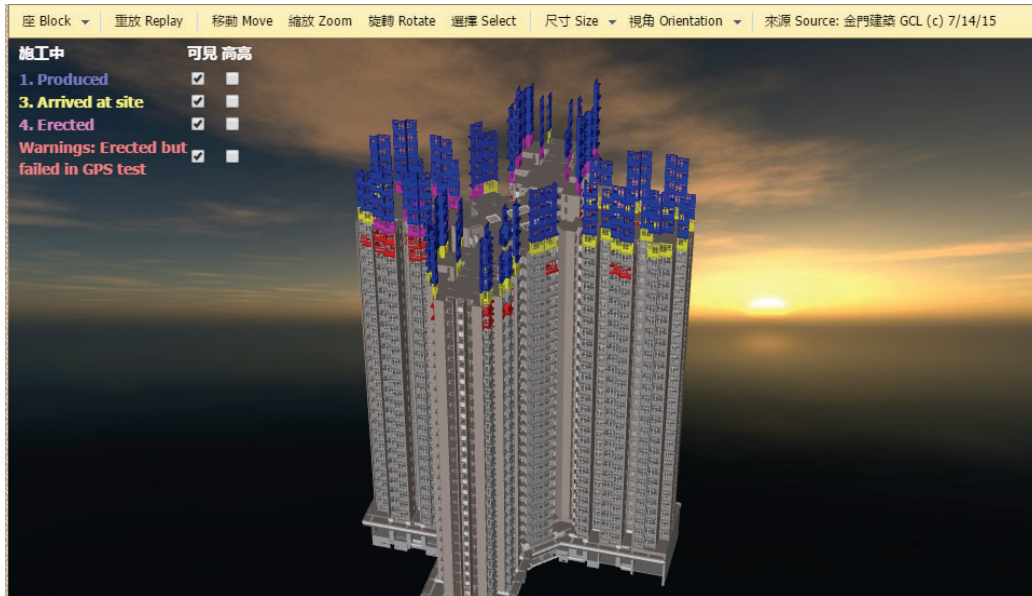 座 Block 重放 Replay 移動 Move 縮放 Zoom 旋轉 Rotate 選擇 Select 尺寸 Size 視角 Orientation 來源 Source: 金門建築 GCL (c) 7/14/15
施工中 可見 高亮
1. Produced
3. Arrived at site
4. Erected
Warnings: Erected but
failed in GPS test